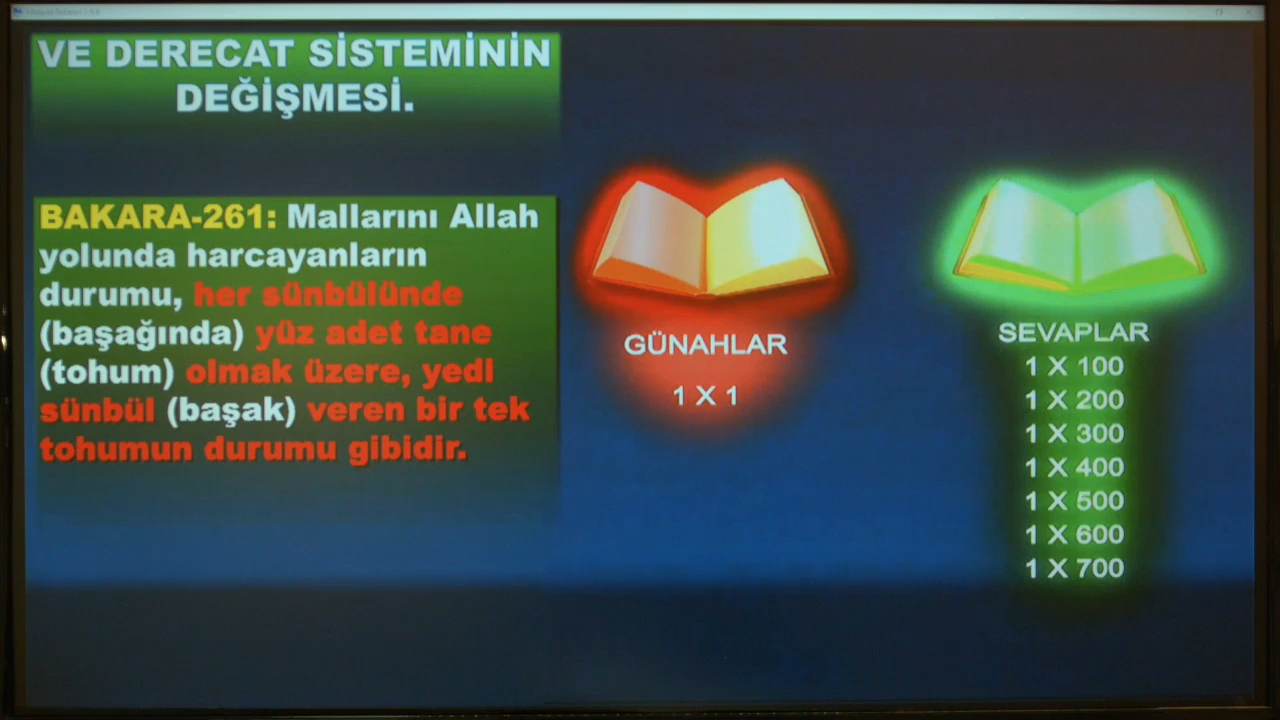 VE DERECAT SİSTEMİNİN
DEĞİŞMESİ.
BAKARA-261: Mallarını Allah
yolunda harcayanların
durumu, her sünbülünde
(başağında) yüz adet tane
(tohum) olmak üzere, yedi
sünbül (başak) veren bir tek
tohumun durumu gibidir.
GÜNAHLAR
1 X 1
SEVAPLAR
1 X 100
1 X 200
1 X 300
1 X 400
1 X 500
1 X 600
1 X 700